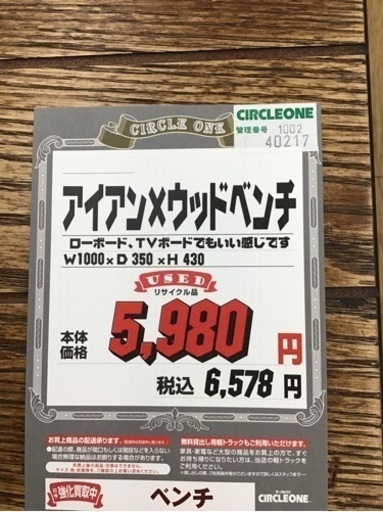 CIRCLE ONE
CIRCLEONE
管理番号 1002
40217
アイアン×ウッドベンチ
ローボード、TVボードでもいい感じです
W1000×D 350×H 430
USED
リサイクル品
本体
価格
5,980 円
税込 6,578 円
お買上商品の配送承ります。
無料貸出し用軽トラックもご利用いただけます。
強化買取中
ベンチ
CIRCLEONE.